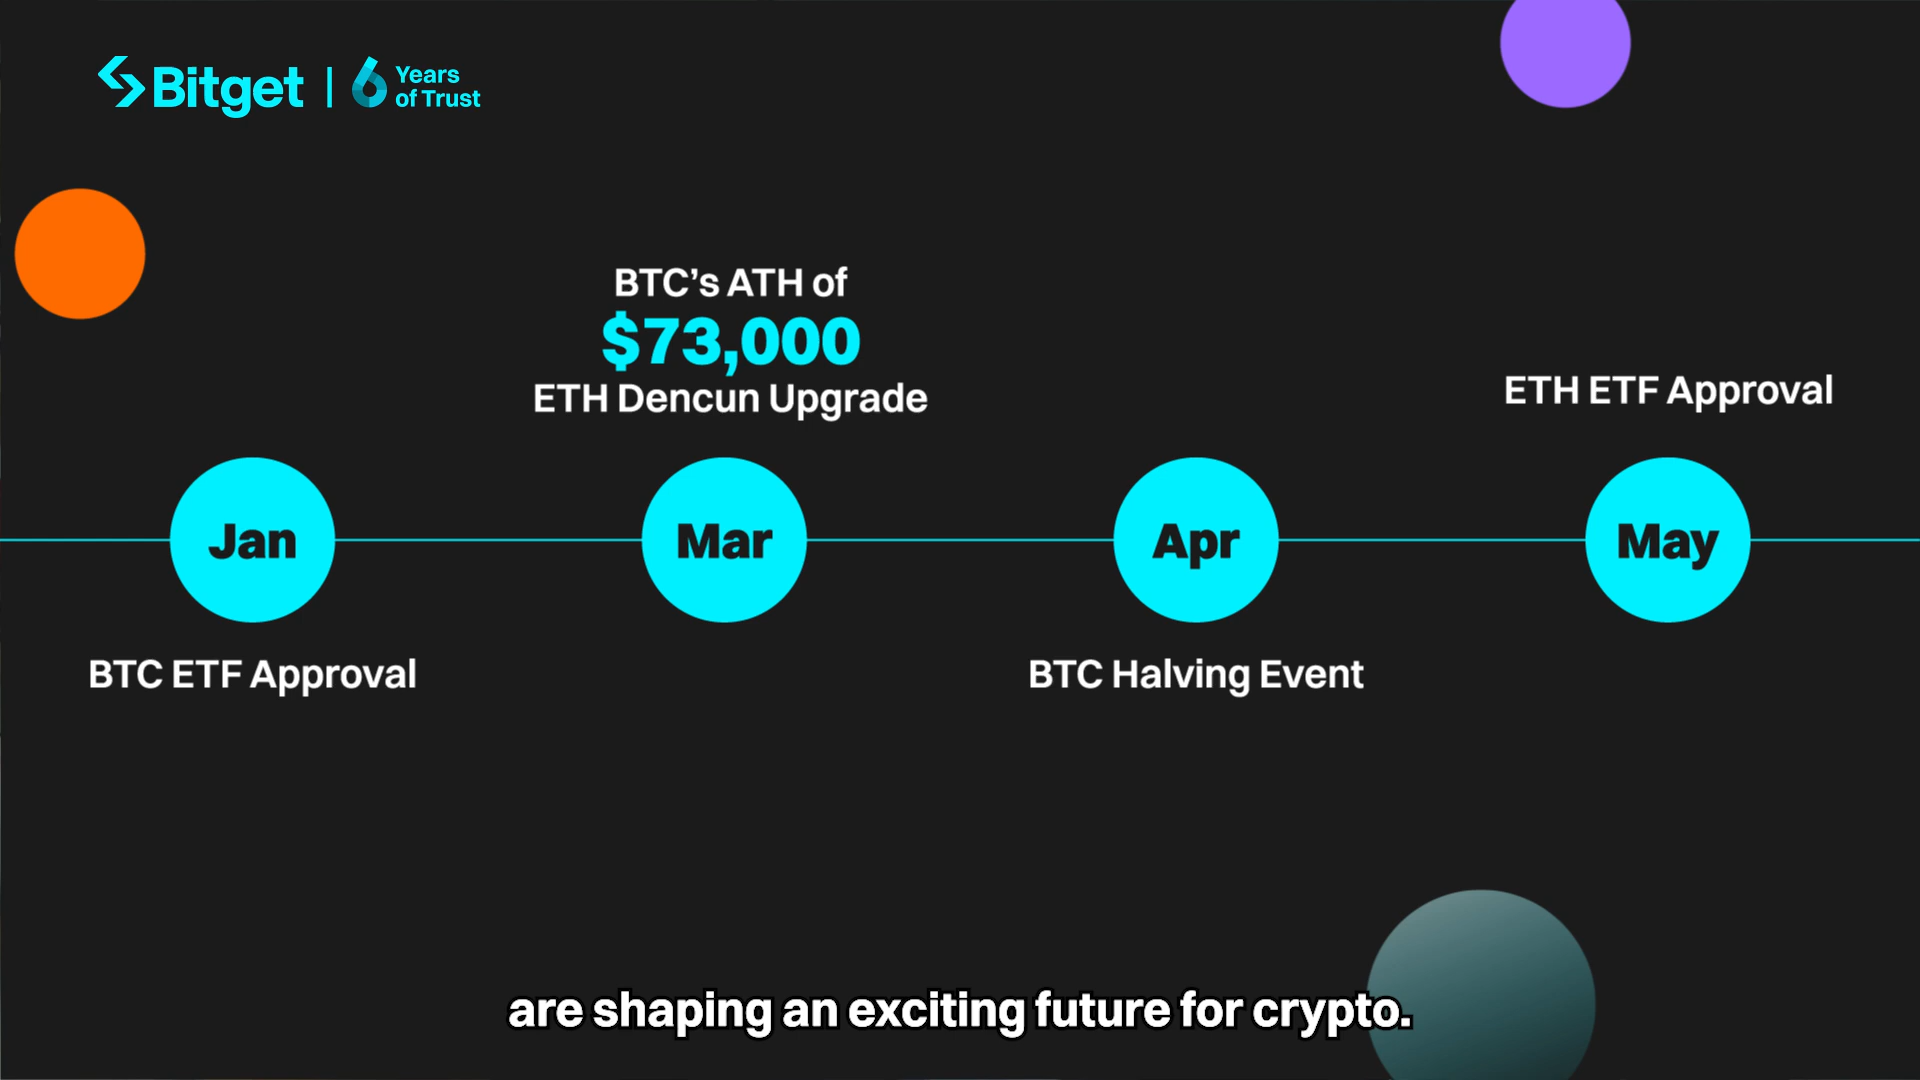 Bitget | 6 Years
of Trust
BTC's ATH of
$73,000
ETH Dencun Upgrade
ETH ETF Approval
Jan
Mar
Apr
May
BTC ETF Approval
BTC Halving Event
are shaping an exciting future for crypto.